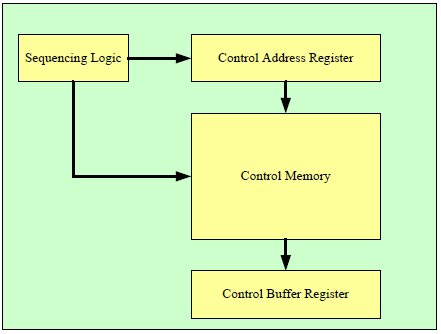 Sequencing Logic
Control Address Register
Control Memory
Control Buffer Register